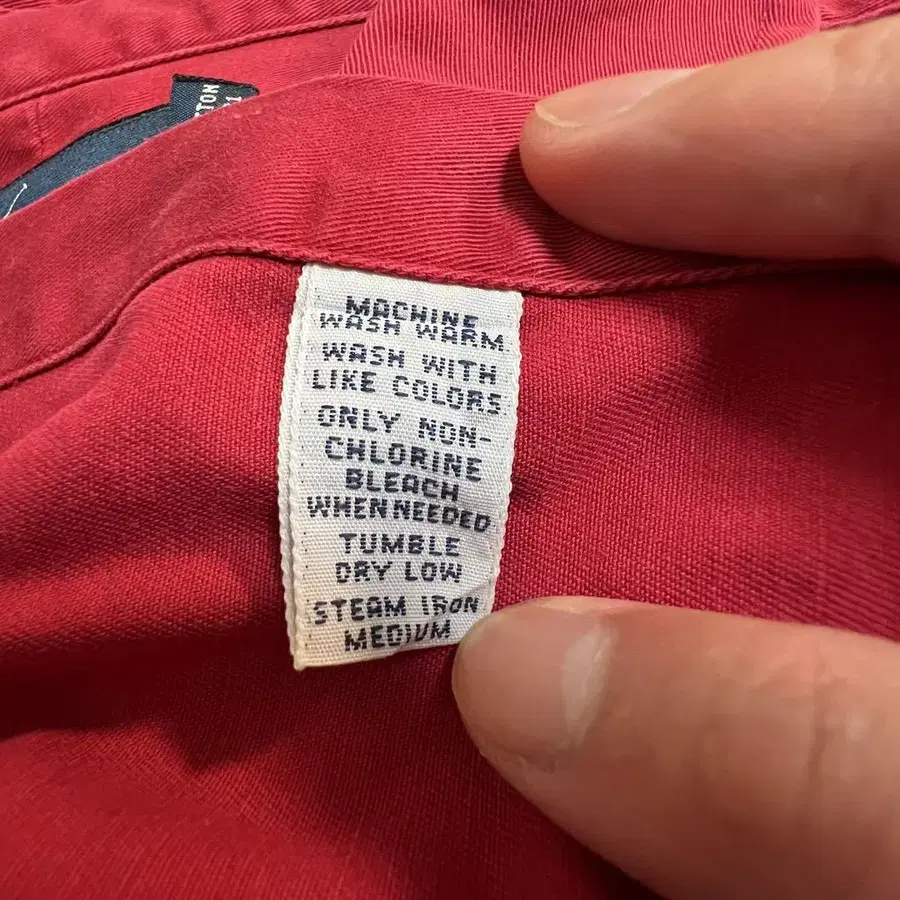 MACHINE
WASH WARM
WASH WITH
LIKE COLORS
ONLY NON-
CHLORINE
BLEACH
WHEN NEEDED
TUMBLE
DRY LOW
STEAM IRON
MEDIUM